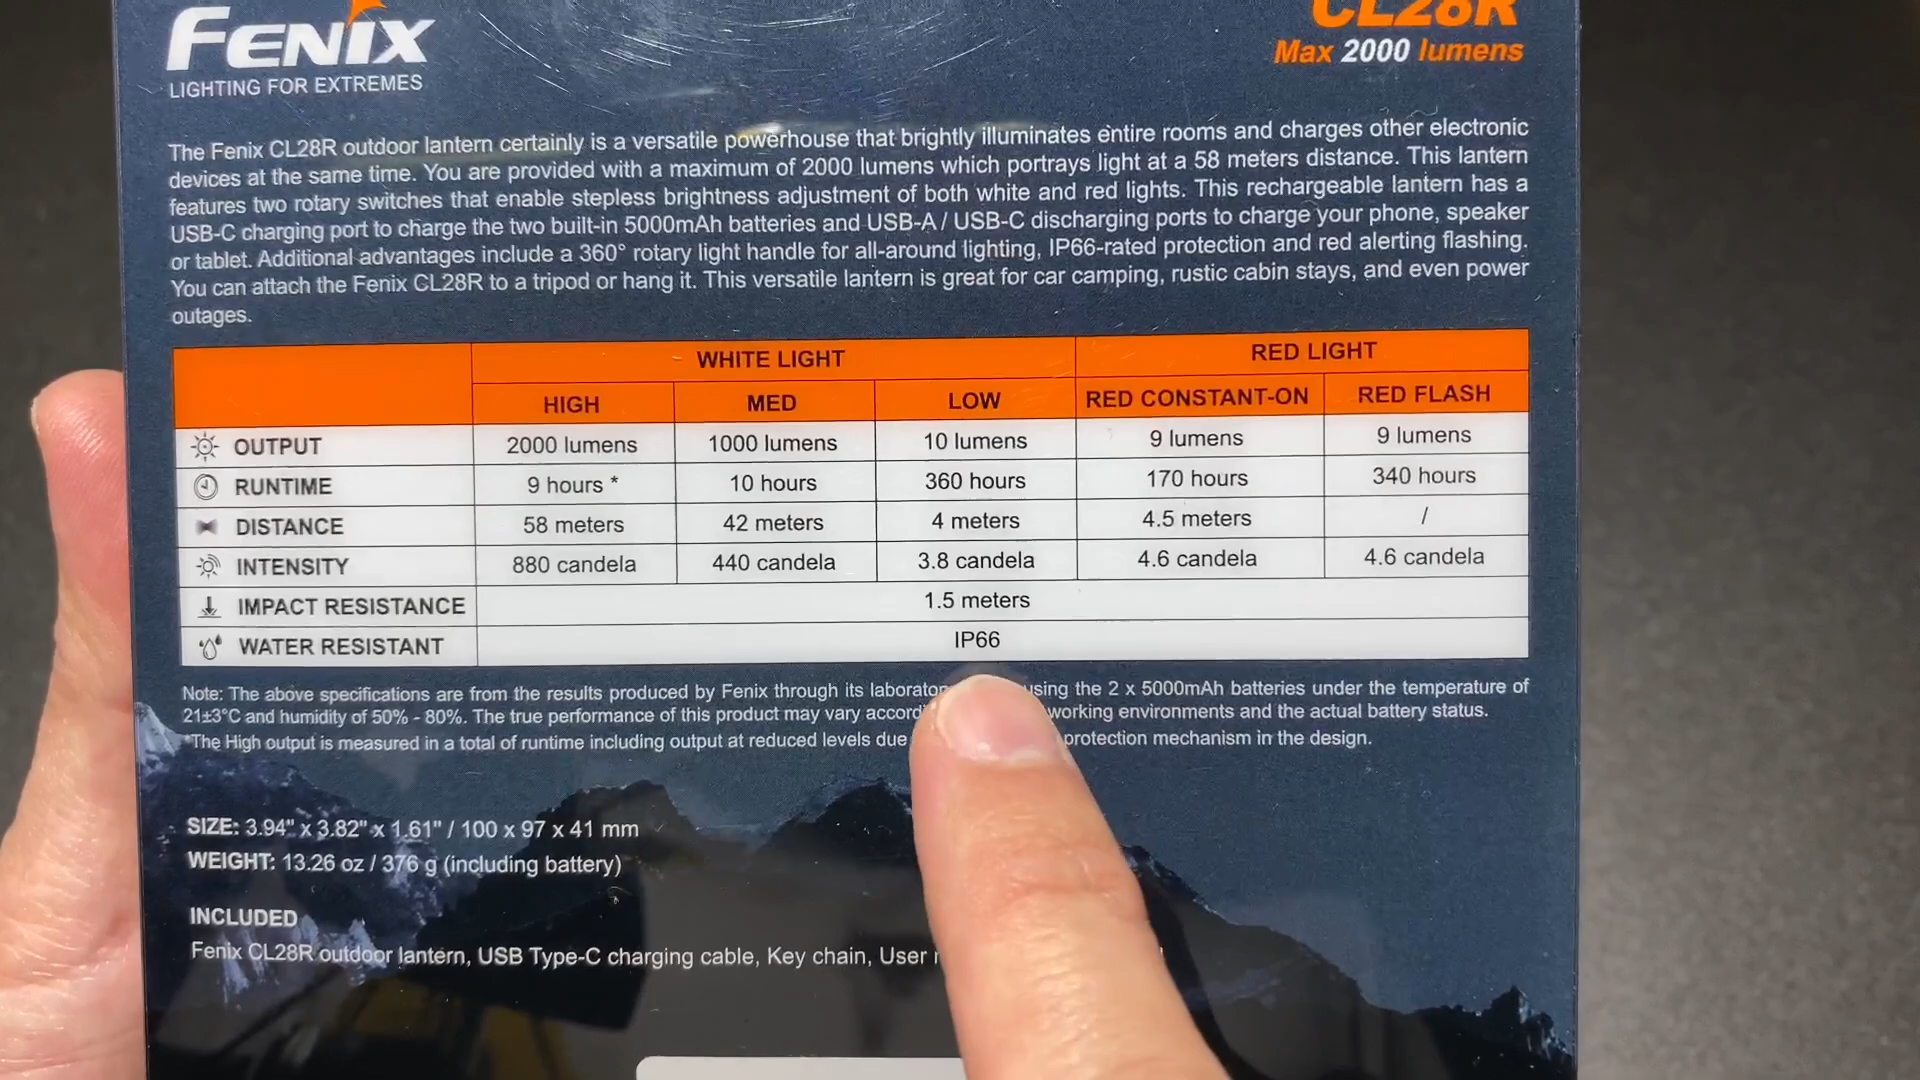 FENIX
LIGHTING FOR EXTREMES
CL28R
Max 2000 lumens
The Fenix CL28R outdoor lantern certainly is a versatile powerhouse that brightly illuminates entire rooms and charges other electronic
devices at the same time. You are provided with a maximum of 2000 lumens which portrays light at a 58 meters distance. This lantern
features two rotary switches that enable stepless brightness adjustment of both white and red lights. This rechargeable lantern has a
USB-C charging port to charge the two built-in 5000mAh batteries and USB-A / USB-C discharging ports to charge your phone, speaker
or tablet. Additional advantages include a 360° rotary light handle for all-around lighting, IP66-rated protection and red alerting flashing.
You can attach the Fenix CL28R to a tripod or hang it. This versatile lantern is great for car camping, rustic cabin stays, and even power
outages.
WHITE LIGHT RED LIGHT
HIGH MED LOW RED CONSTANT-ON RED FLASH
OUTPUT 2000 lumens 1000 lumens 10 lumens 9 lumens 9 lumens
RUNTIME 9 hours * 10 hours 360 hours 170 hours 340 hours
DISTANCE 58 meters 42 meters 4 meters 4.5 meters /
INTENSITY 880 candela 440 candela 3.8 candela 4.6 candela 4.6 candela
IMPACT RESISTANCE 1.5 meters
WATER RESISTANT IP66
Note: The above specifications are from the results produced by Fenix through its using the 2 x 5000mAh batteries under the temperature of
21±3°C and humidity of 50% - 80%. The true performance of this product may vary working environments and the actual battery status.
*The High output is measured in a total of runtime including output at reduced levels due protection mechanism in the design.
SIZE: 3.94" x 3.82" x 1.61" / 100 x 97 x 41 mm
WEIGHT: 13.26 oz / 376 g (including battery)
INCLUDED
Fenix CL28R outdoor lantern, USB Type-C charging cable, Key chain, User